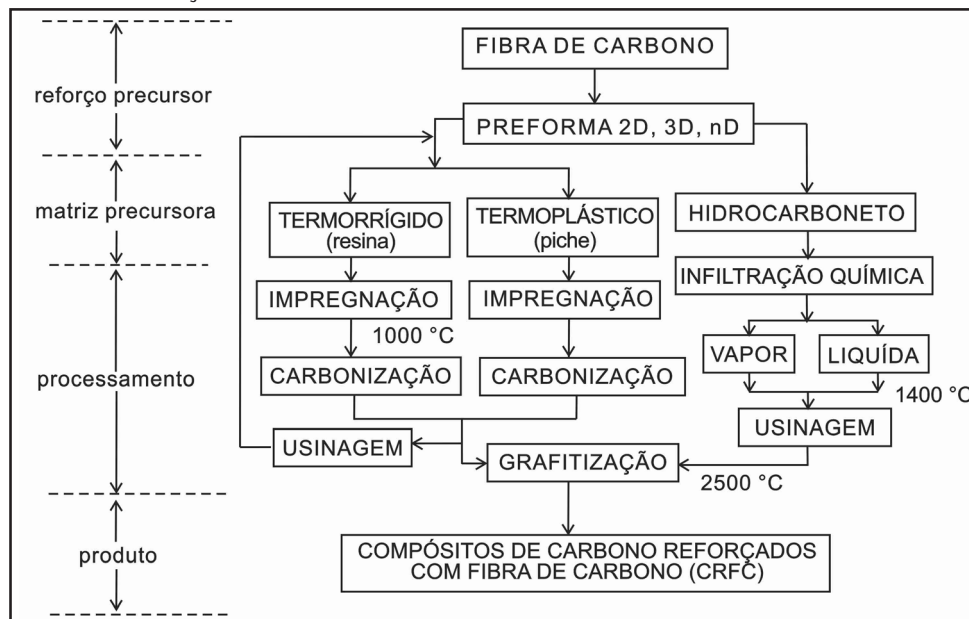 FIBRA DE CARBONO
reforço precursor
PREFORMA 2D, 3D, nD
matriz precursora
TERMORRÍGIDO
(resina)
TERMOPLÁSTICO
(piche)
HIDROCARBONETO
IMPREGNAÇÃO
IMPREGNAÇÃO
INFILTRAÇÃO QUÍMICA
1000 °C
VAPOR
LIQUÍDA
processamento
CARBONIZAÇÃO
CARBONIZAÇÃO
1400 °C
USINAGEM
USINAGEM
GRAFITIZAÇÃO
2500 °C
produto
COMPÓSITOS DE CARBONO REFORÇADOS
COM FIBRA DE CARBONO (CRFC)